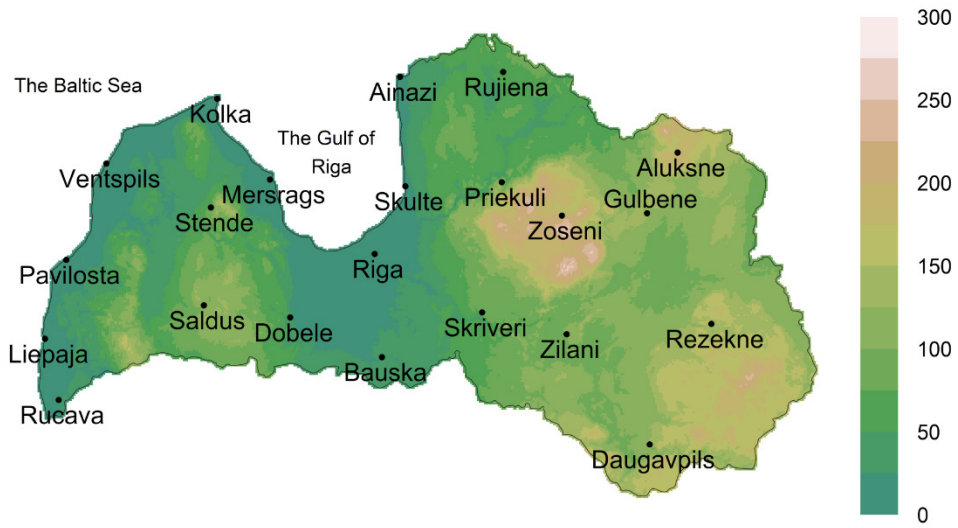 300
The Baltic Sea
Ainazi
Rujiena
Kolka
250
The Gulf of
Riga
Ventspils
Mersrags
Aluksne
Skulte
Priekuli
Gulbene
200
Stende
Zoseni
Pavilosta
Riga
150
Saldus
Skriveri
Dobele
Rezekne
Liepaja
Zilani
100
Bauska
Rucava
50
Daugavpils
0